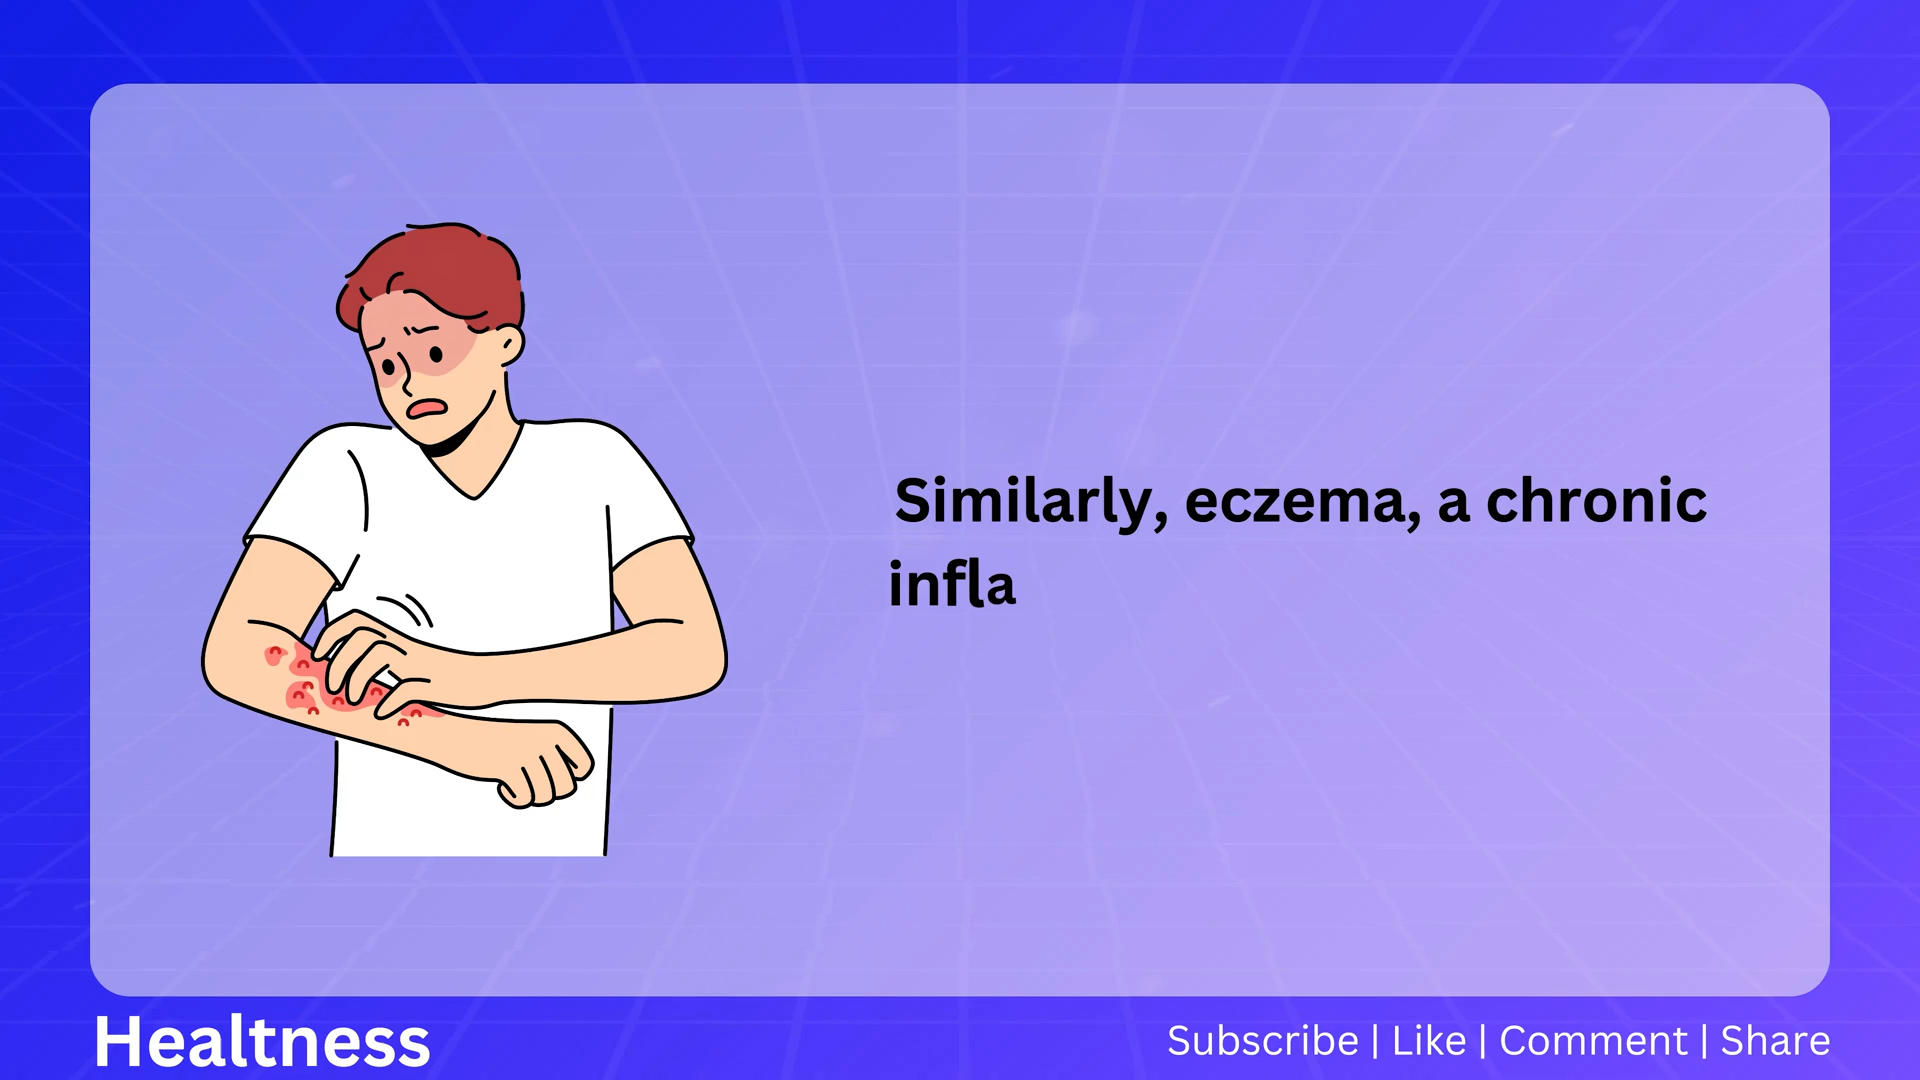 Similarly, eczema, a chronic
infla
Healtness
Subscribe | Like | Comment | Share